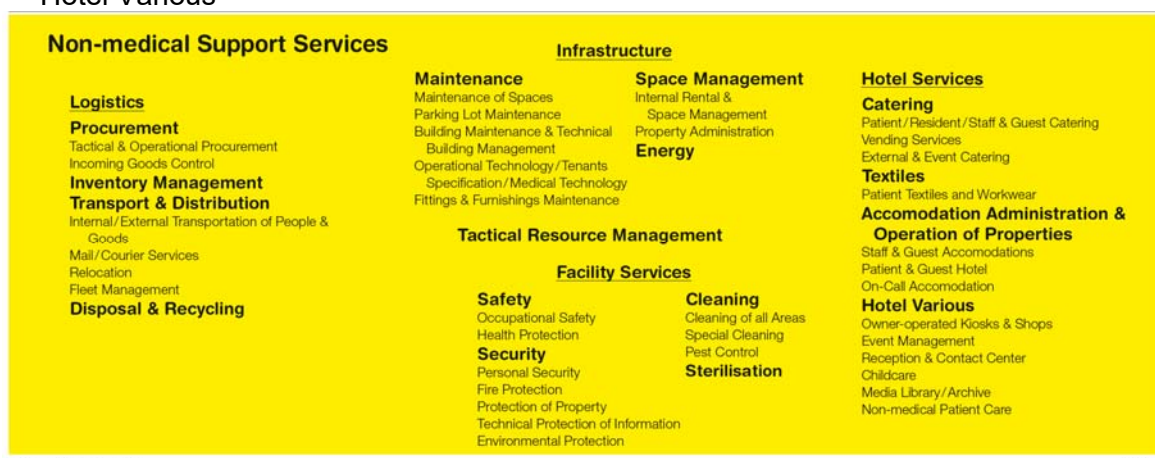 Hotel Various
Non-medical Support Services
Logistics
Procurement
Tactical & Operational Procurement
Incoming Goods Control
Inventory Management
Transport & Distribution
Internal/External Transportation of People &
Goods
Mail/Courier Services
Relocation
Fleet Management
Disposal & Recycling
Infrastructure
Maintenance
Maintenance of Spaces
Parking Lot Maintenance
Building Maintenance & Technical
Building Management
Operational Technology/Tenants
Specification/Medical Technology
Fittings & Furnishings Maintenance
Space Management
Internal Rental &
Space Management
Property Administration
Energy
Tactical Resource Management
Facility Services
Safety
Occupational Safety
Health Protection
Security
Personal Security
Fire Protection
Protection of Property
Technical Protection of Information
Environmental Protection
Cleaning
Cleaning of all Areas
Special Cleaning
Pest Control
Sterilisation
Hotel Services
Catering
Patient/Resident/Staff & Guest Catering
Vending Services
External & Event Catering
Textiles
Patient Textiles and Workwear
Accomodation Administration &
Operation of Properties
Staff & Guest Accomodations
Patient & Guest Hotel
On-Call Accomodation
Hotel Various
Owner-operated Kiosks & Shops
Event Management
Reception & Contact Center
Childcare
Media Library/Archive
Non-medical Patient Care